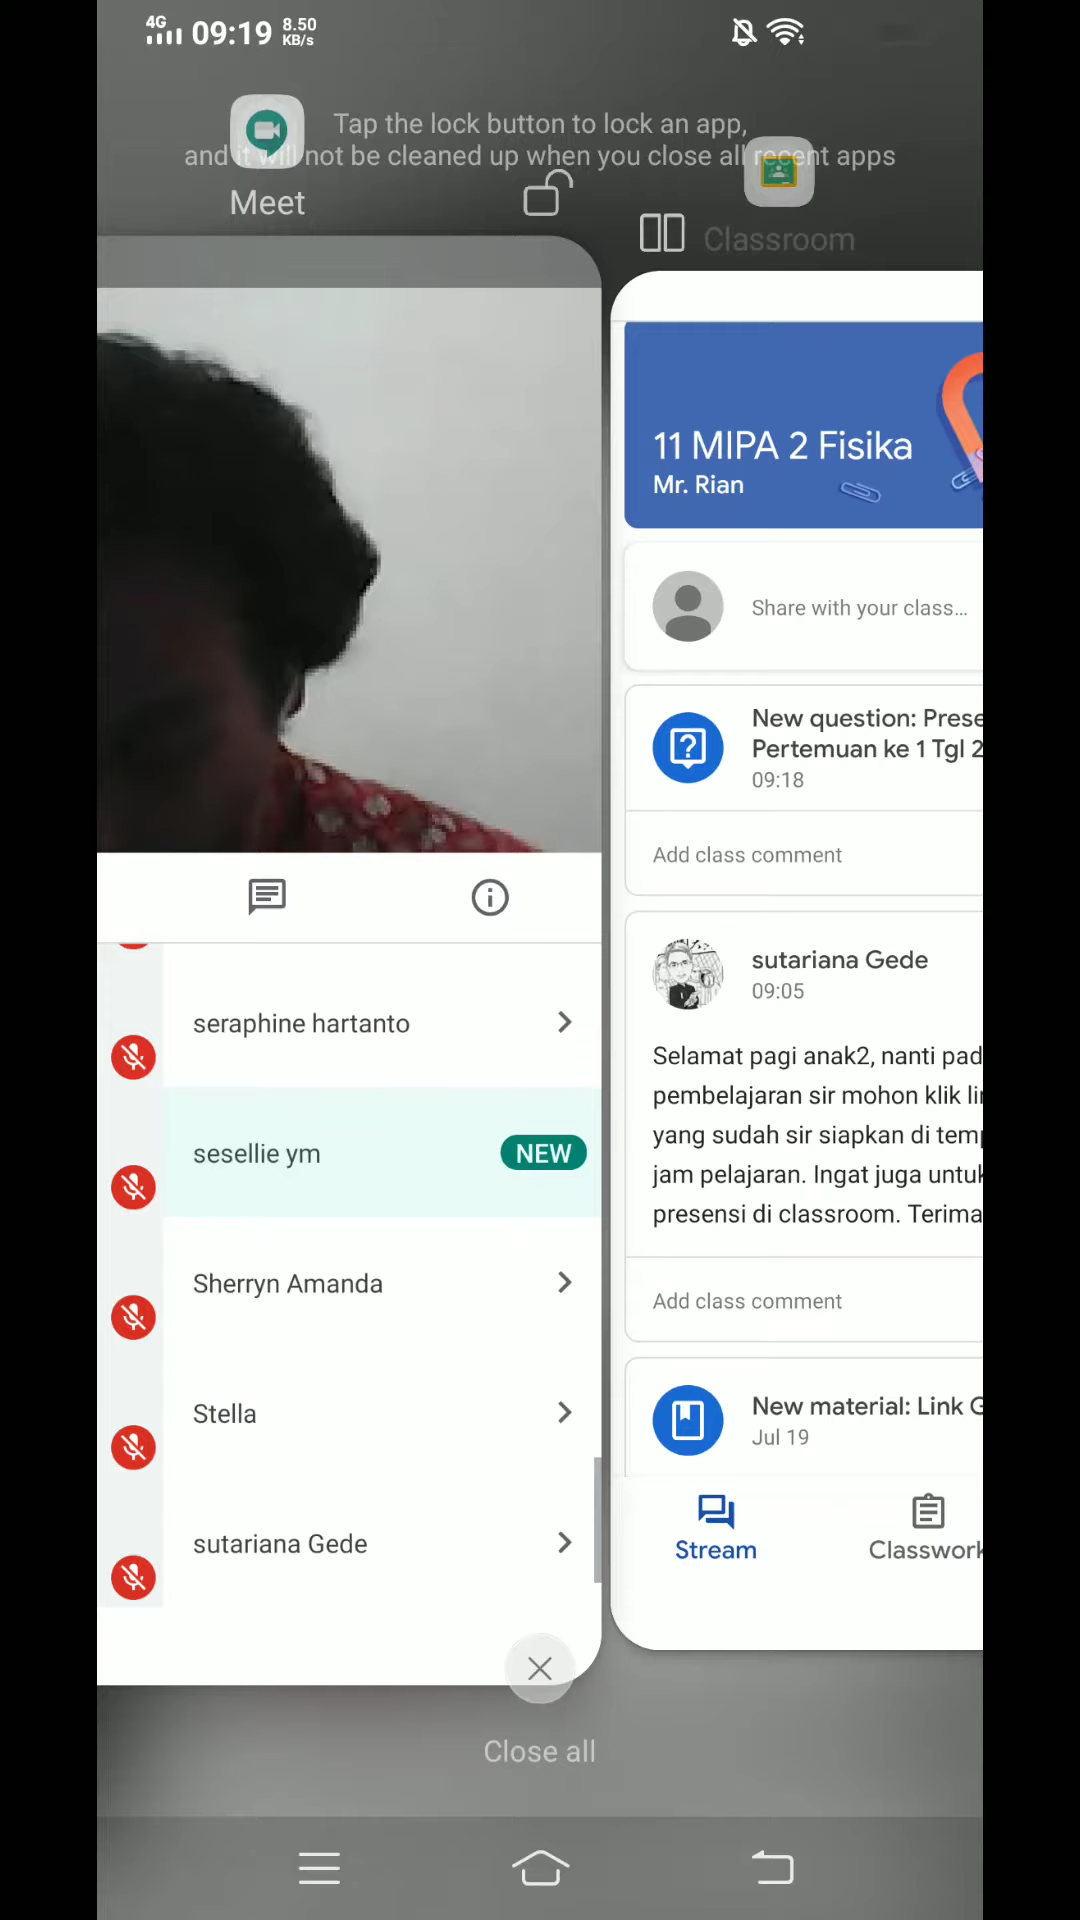 4G
09:19
8.50
KB/s
Tap the lock button to lock an app,
and it will not be cleaned up when you close all recent apps
Meet
Classroom
11 MIPA 2 Fisika
Mr. Rian
Share with your class...
New question: Prese
Pertemuan ke 1 Tgl 2
09:18
Add class comment
sutariana Gede
09:05
Selamat pagi anak2, nanti pad
pembelajaran sir mohon klik lin
yang sudah sir siapkan di temp
jam pelajaran. Ingat juga untuk
presensi di classroom. Terima
Add class comment
New material: Link G
Jul 19
Stream
Classwork
seraphine hartanto
sesellie ym
NEW
Sherryn Amanda
Stella
sutariana Gede
Close all